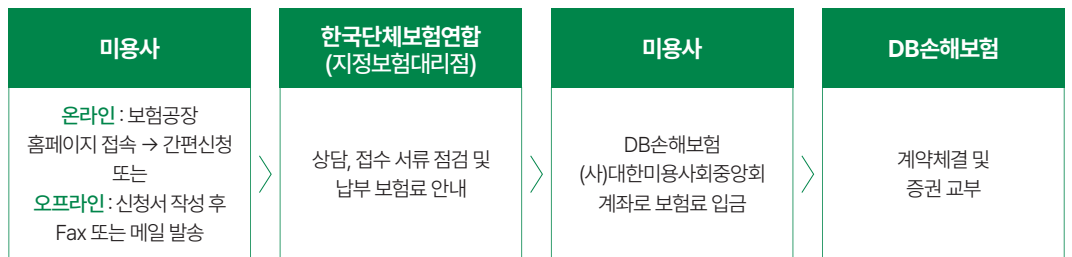 미용사
온라인 : 보험공장
홈페이지 접속 → 간편신청
또는
오프라인 : 신청서 작성 후
Fax 또는 메일 발송
한국단체보험연합
(지정보험대리점)
상담, 접수 서류 점검 및
납부 보험료 안내
미용사
DB손해보험
(사)대한미용사회중앙회
계좌로 보험료 입금
DB손해보험
계약체결 및
증권 교부